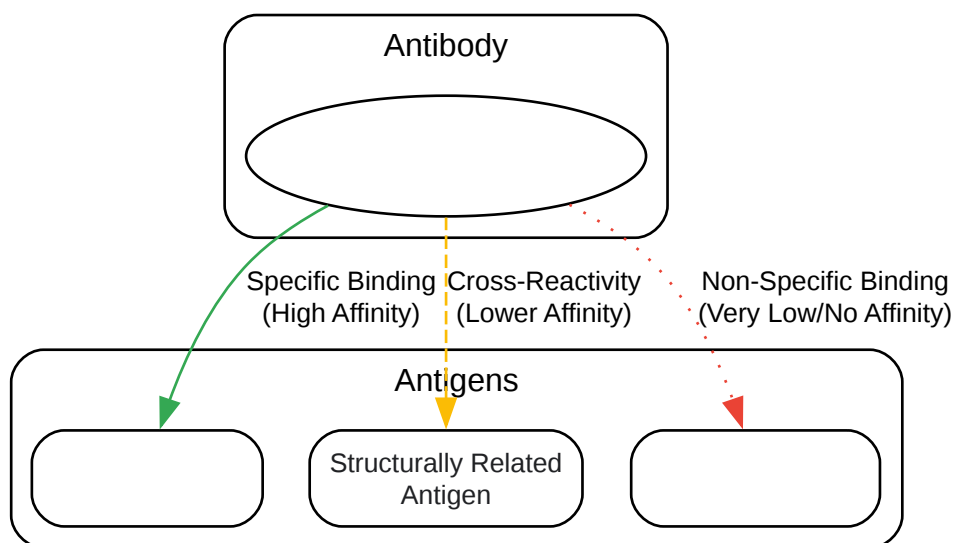 Antibody
Specific Binding
(High Affinity)
Cross-Reactivity
(Lower Affinity)
Non-Specific Binding
(Very Low/No Affinity)
Antigens
Structurally Related
Antigen